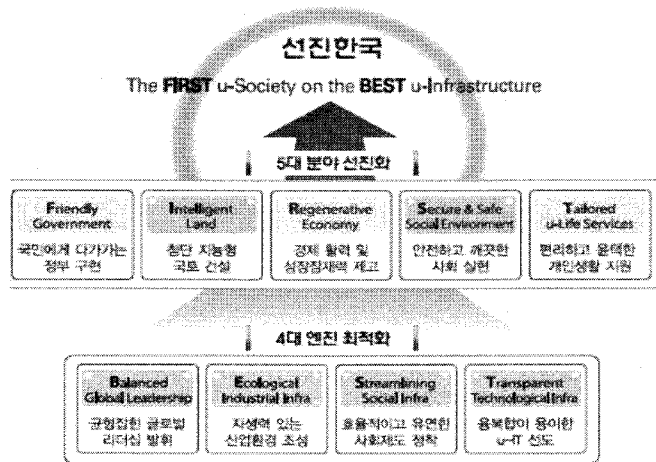 선진한국
The FIRST u-Society on the BEST u-Infrastructure
5대 분야 선진화
Friendly
Government
국민에게 다가가는
정부 구현
Intelligent
Land
첨단 지능형
국토 건설
Regenerative
Economy
경제 활력 및
성장잠재력 제고
Secure & Safe
Social Environment
안전하고 깨끗한
사회 실현
Tailored
u-Life Services
편리하고 윤택한
개인생활 지원
4대 엔진 최적화
Balanced
Global Leadership
균형잡힌 글로벌
리더십 발휘
Ecological
Industrial Infra
자생력 있는
산업환경 조성
Streamlining
Social Infra
효율적이고 유연한
사회제도 정착
Transparent
Technological Infra
융복합이 용이한
u-IT 선도